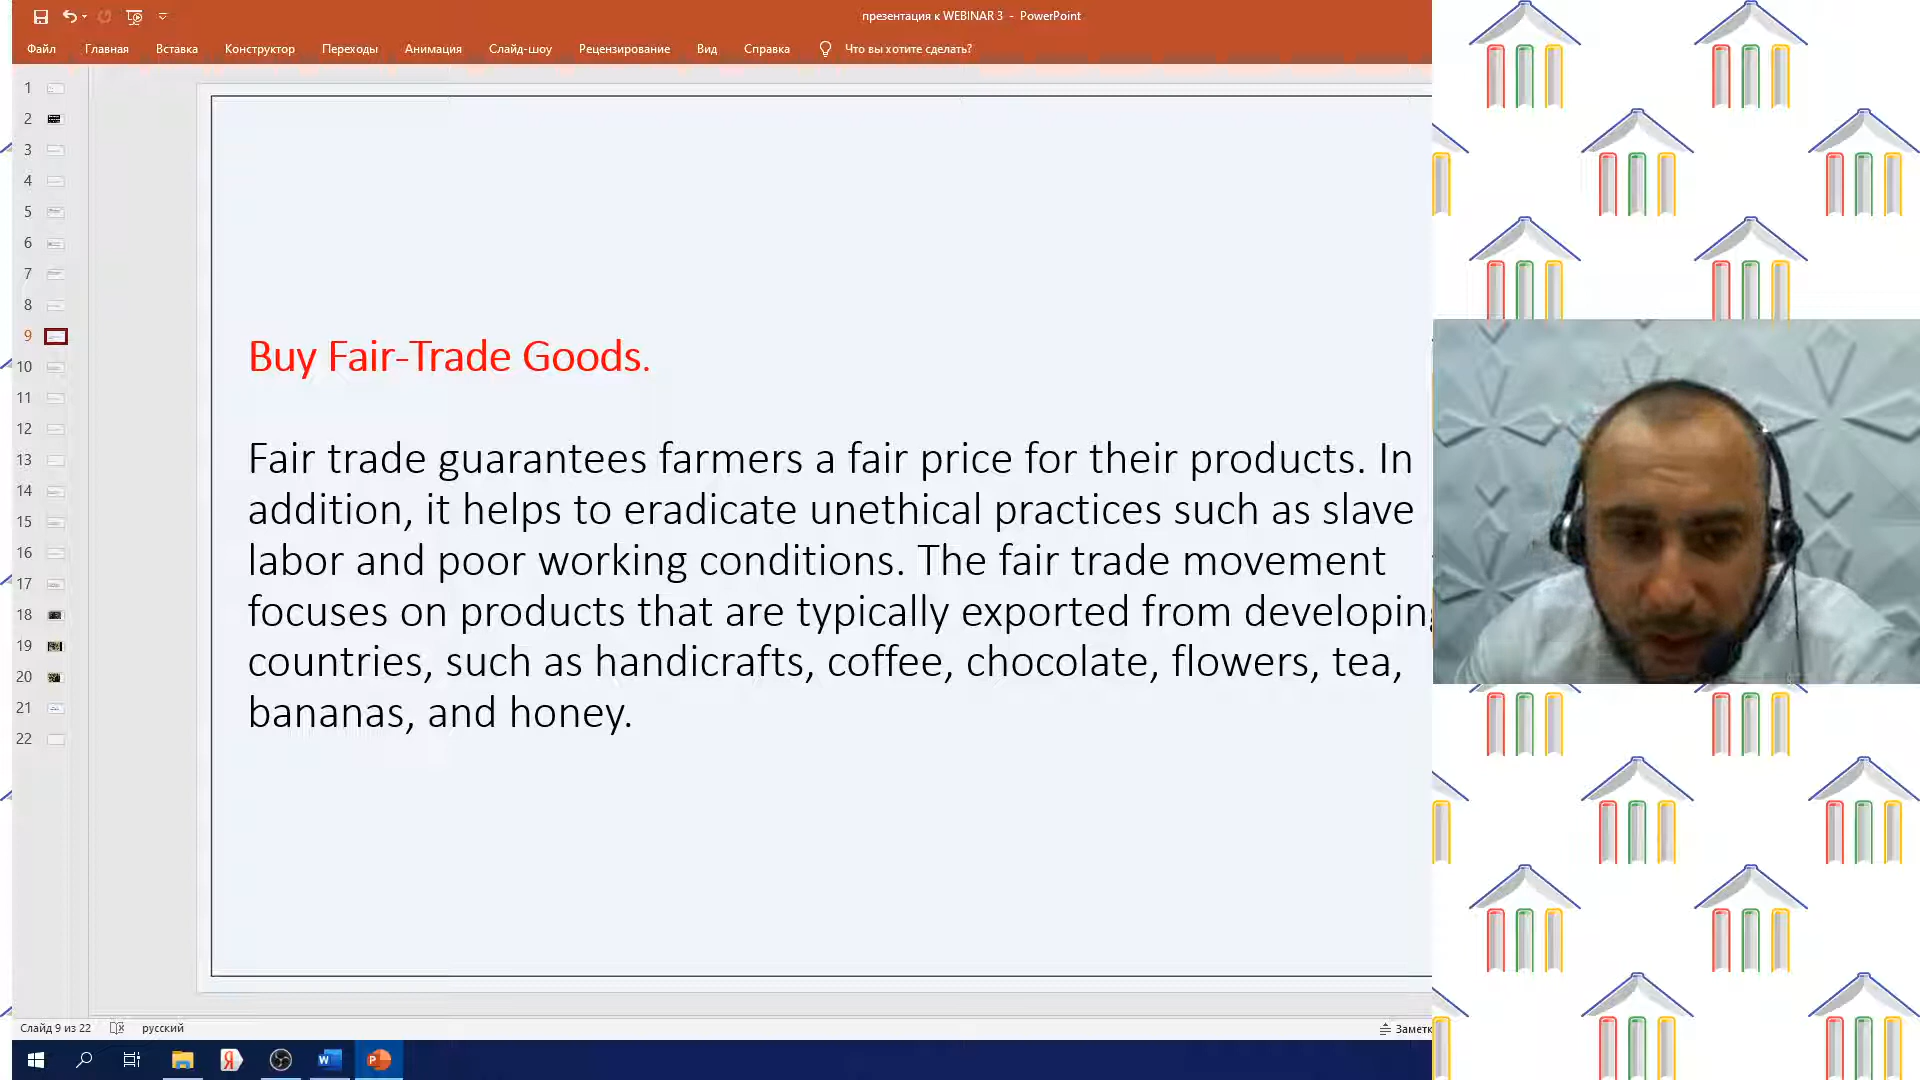 презентация к WEBINAR 3 - PowerPoint
Файл Главная Вставка Конструктор Переходы Анимация Слайд-шоу Рецензирование Вид Справка Что вы хотите сделать?
1
2
3
4
5
6
7
8
9
10
11
12
13
14
15
16
17
18
19
20
21
22
Buy Fair-Trade Goods.
Fair trade guarantees farmers a fair price for their products. In
addition, it helps to eradicate unethical practices such as slave
labor and poor working conditions. The fair trade movement
focuses on products that are typically exported from developing
countries, such as handicrafts, coffee, chocolate, flowers, tea,
bananas, and honey.
Слайд 9 из 22 русский Заметк